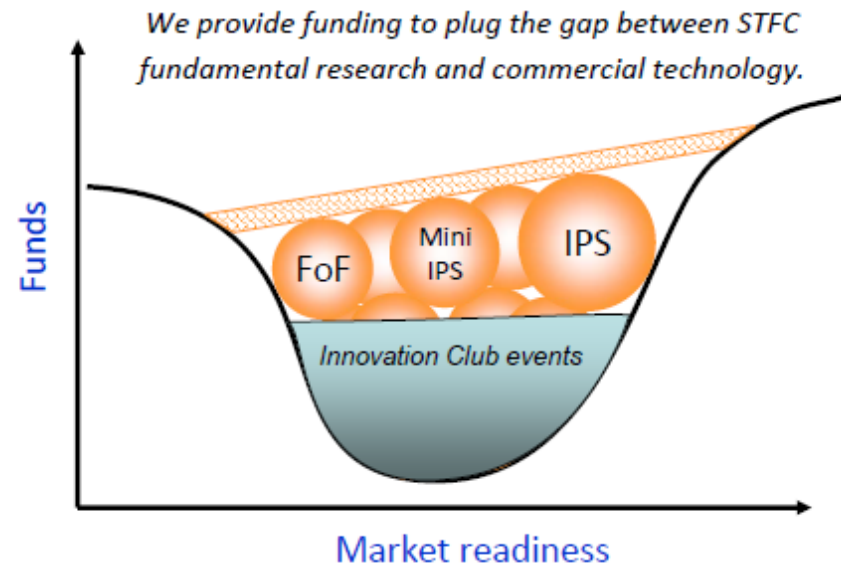 We provide funding to plug the gap between STFC
fundamental research and commercial technology.
Funds
FoF
Mini
IPS
IPS
Innovation Club events
Market readiness